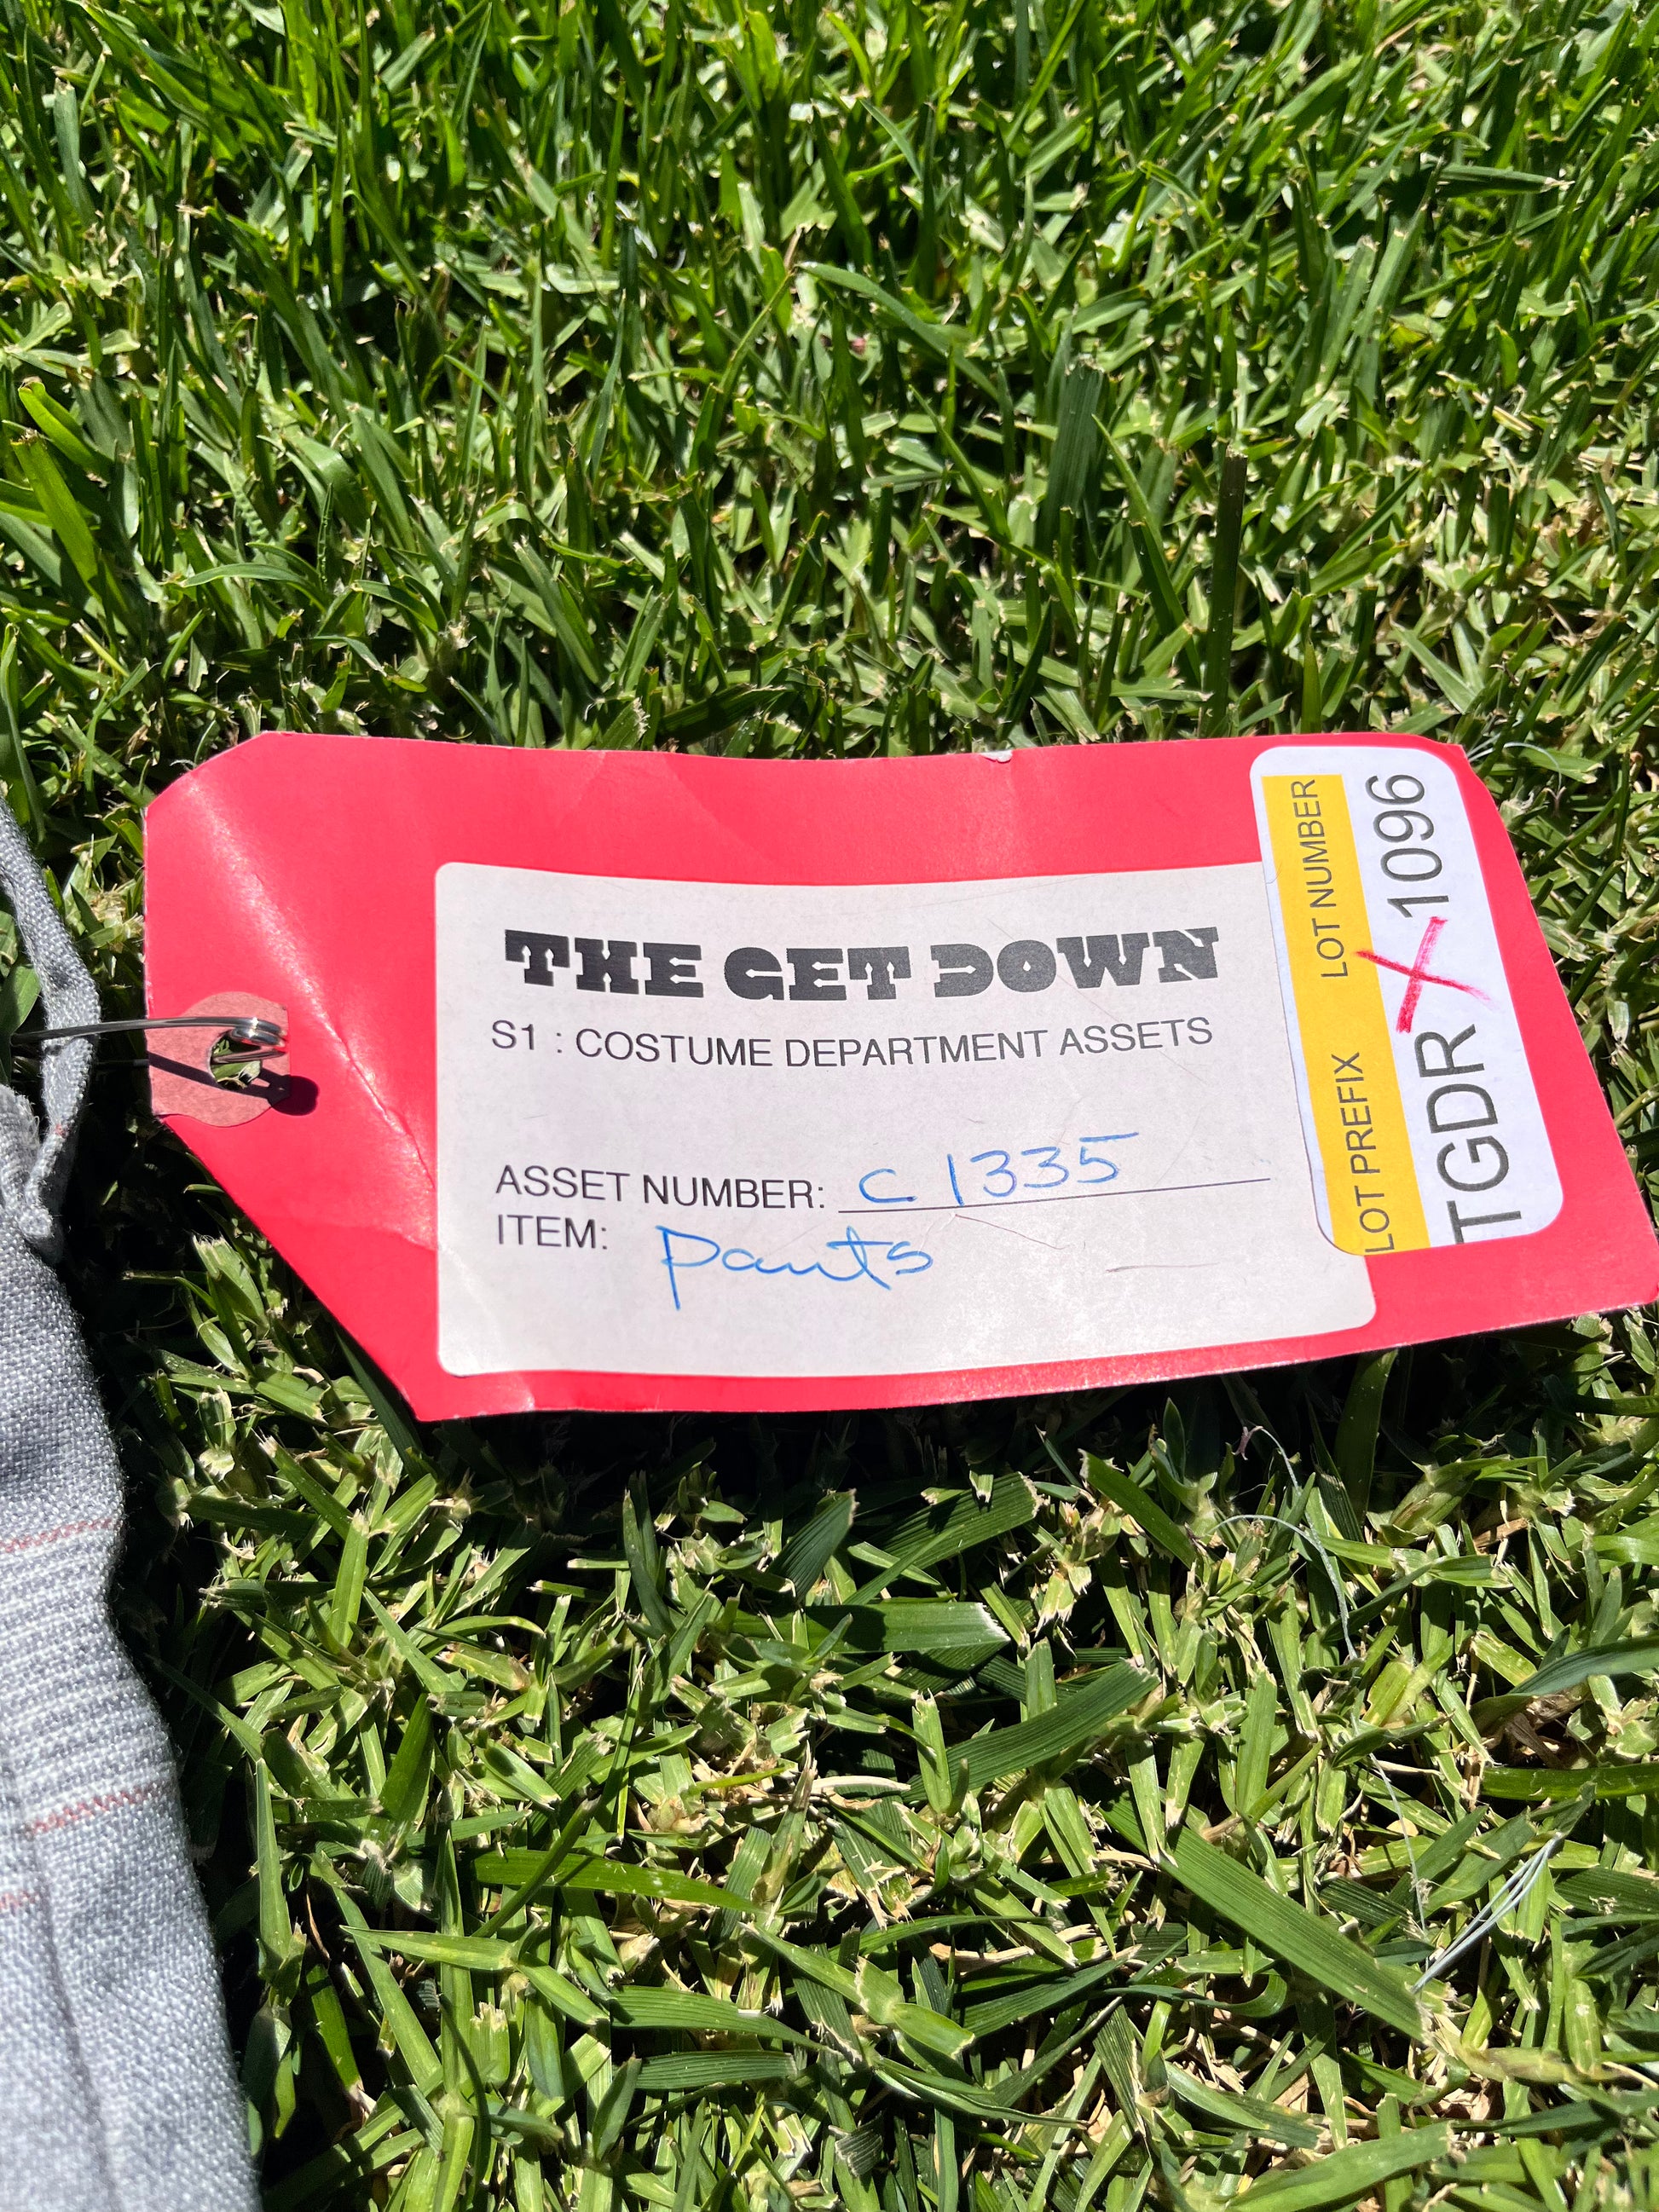 THE GET DOWN
S1 : COSTUME DEPARTMENT ASSETS
ASSET NUMBER: C 1335
ITEM: pants
LOT PREFIX LOT NUMBER
TGDR X 1096